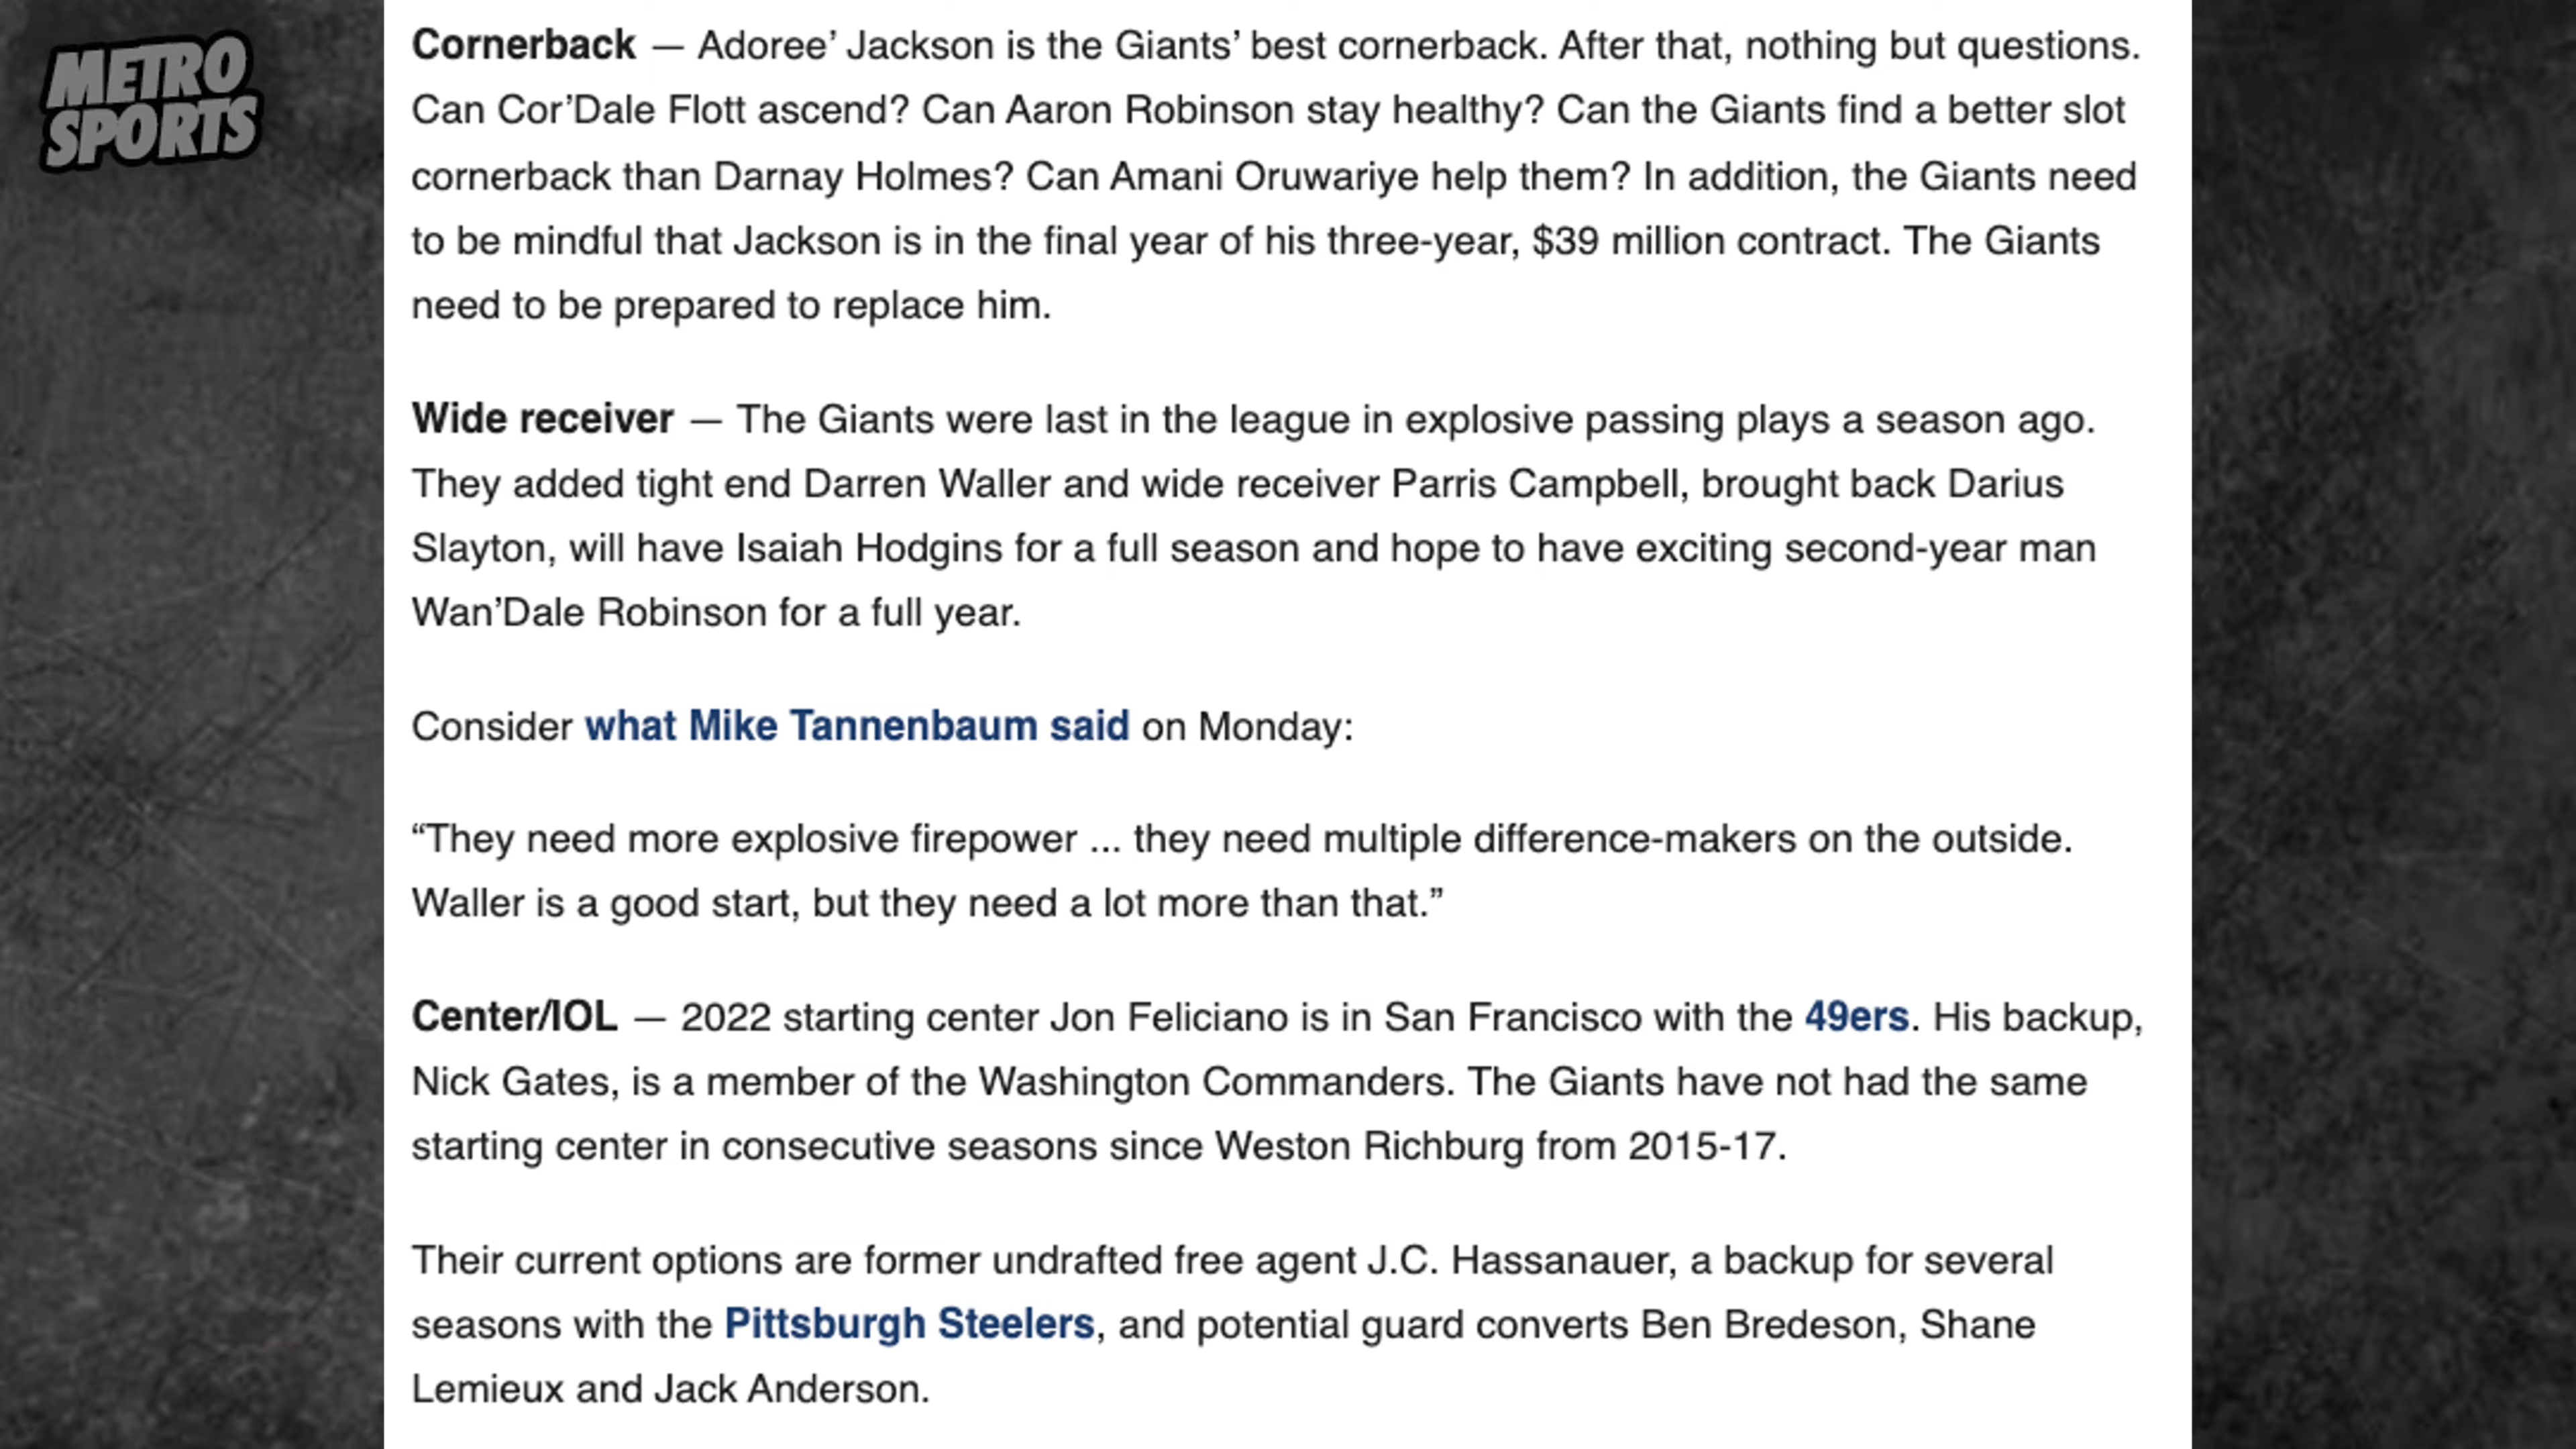 METRO
SPORTS
Cornerback — Adoree’ Jackson is the Giants’ best cornerback. After that, nothing but questions.
Can Cor’Dale Flott ascend? Can Aaron Robinson stay healthy? Can the Giants find a better slot
cornerback than Darnay Holmes? Can Amani Oruwariye help them? In addition, the Giants need
to be mindful that Jackson is in the final year of his three-year, $39 million contract. The Giants
need to be prepared to replace him.
Wide receiver — The Giants were last in the league in explosive passing plays a season ago.
They added tight end Darren Waller and wide receiver Parris Campbell, brought back Darius
Slayton, will have Isaiah Hodgins for a full season and hope to have exciting second-year man
Wan’Dale Robinson for a full year.
Consider what Mike Tannenbaum said on Monday:
“They need more explosive firepower ... they need multiple difference-makers on the outside.
Waller is a good start, but they need a lot more than that.”
Center/IOL — 2022 starting center Jon Feliciano is in San Francisco with the 49ers. His backup,
Nick Gates, is a member of the Washington Commanders. The Giants have not had the same
starting center in consecutive seasons since Weston Richburg from 2015-17.
Their current options are former undrafted free agent J.C. Hassanauer, a backup for several
seasons with the Pittsburgh Steelers, and potential guard converts Ben Bredeson, Shane
Lemieux and Jack Anderson.